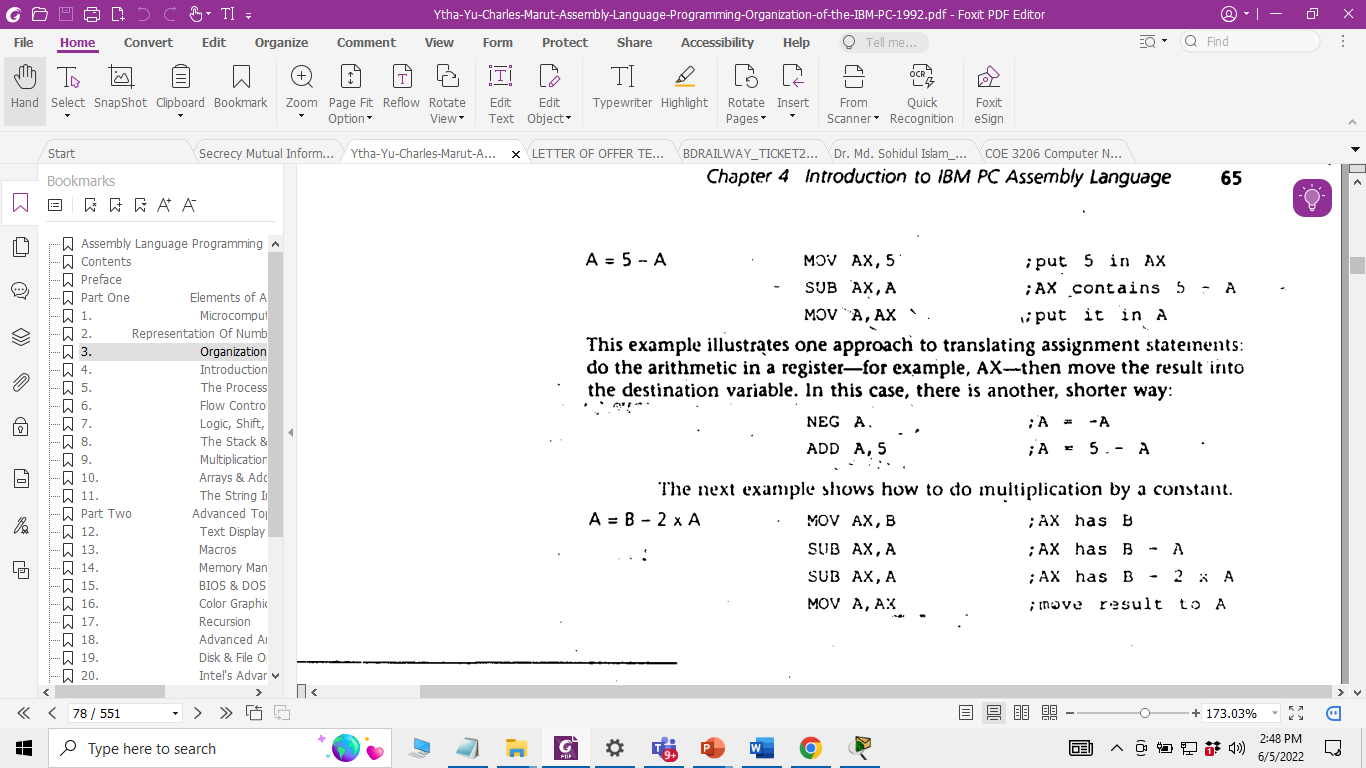 Ytha-Yu-Charles-Marut-Assembly-Language-Programming-Organization-of-the-IBM-PC-1992.pdf - Foxit PDF Editor
File Home Convert Edit Organize Comment View Form Protect Share Accessibility Help Tell me... Find
Hand Select SnapShot Clipboard Bookmark Zoom Page Fit Option Reflow Rotate View Edit Text Edit Object Typewriter Highlight Rotate Pages Insert From Scanner Quick Recognition Foxit eSign
Start Secrecy Mutual Inform... Ytha-Yu-Charles-Marut-A... LETTER OF OFFER TE... BDRAILWAY_TICKET2... Dr. Md. Sohidul Islam_... COE 3206 Computer N...
Bookmarks
Assembly Language Programming
Contents
Preface
Part One Elements of A
1. Microcomput
2. Representation Of Numb
3. Organization
4. Introduction
5. The Process
6. Flow Contro
7. Logic, Shift,
8. The Stack &
9. Multiplication
10. Arrays & Add
11. The String I
Part Two Advanced Top
12. Text Display
13. Macros
14. Memory Man
15. BIOS & DOS
16. Color Graphic
17. Recursion
18. Advanced Ar
19. Disk & File O
20. Intel's Advar
Chapter 4 Introduction to IBM PC Assembly Language 65
A = 5 - A MOV AX,5 ;put 5 in AX
SUB AX,A ;AX contains 5 - A
MOV A,AX ;put it in A
This example illustrates one approach to translating assignment statements:
do the arithmetic in a register—for example, AX—then move the result into
the destination variable. In this case, there is another, shorter way:
NEG A ;A = -A
ADD A,5 ;A = 5 - A
The next example shows how to do multiplication by a constant.
A = B - 2 x A MOV AX,B ;AX has B
SUB AX,A ;AX has B - A
SUB AX,A ;AX has B - 2 x A
MOV A,AX ;move result to A
78 / 551 173.03%
Type here to search 9+ 1 2:48 PM
6/5/2022